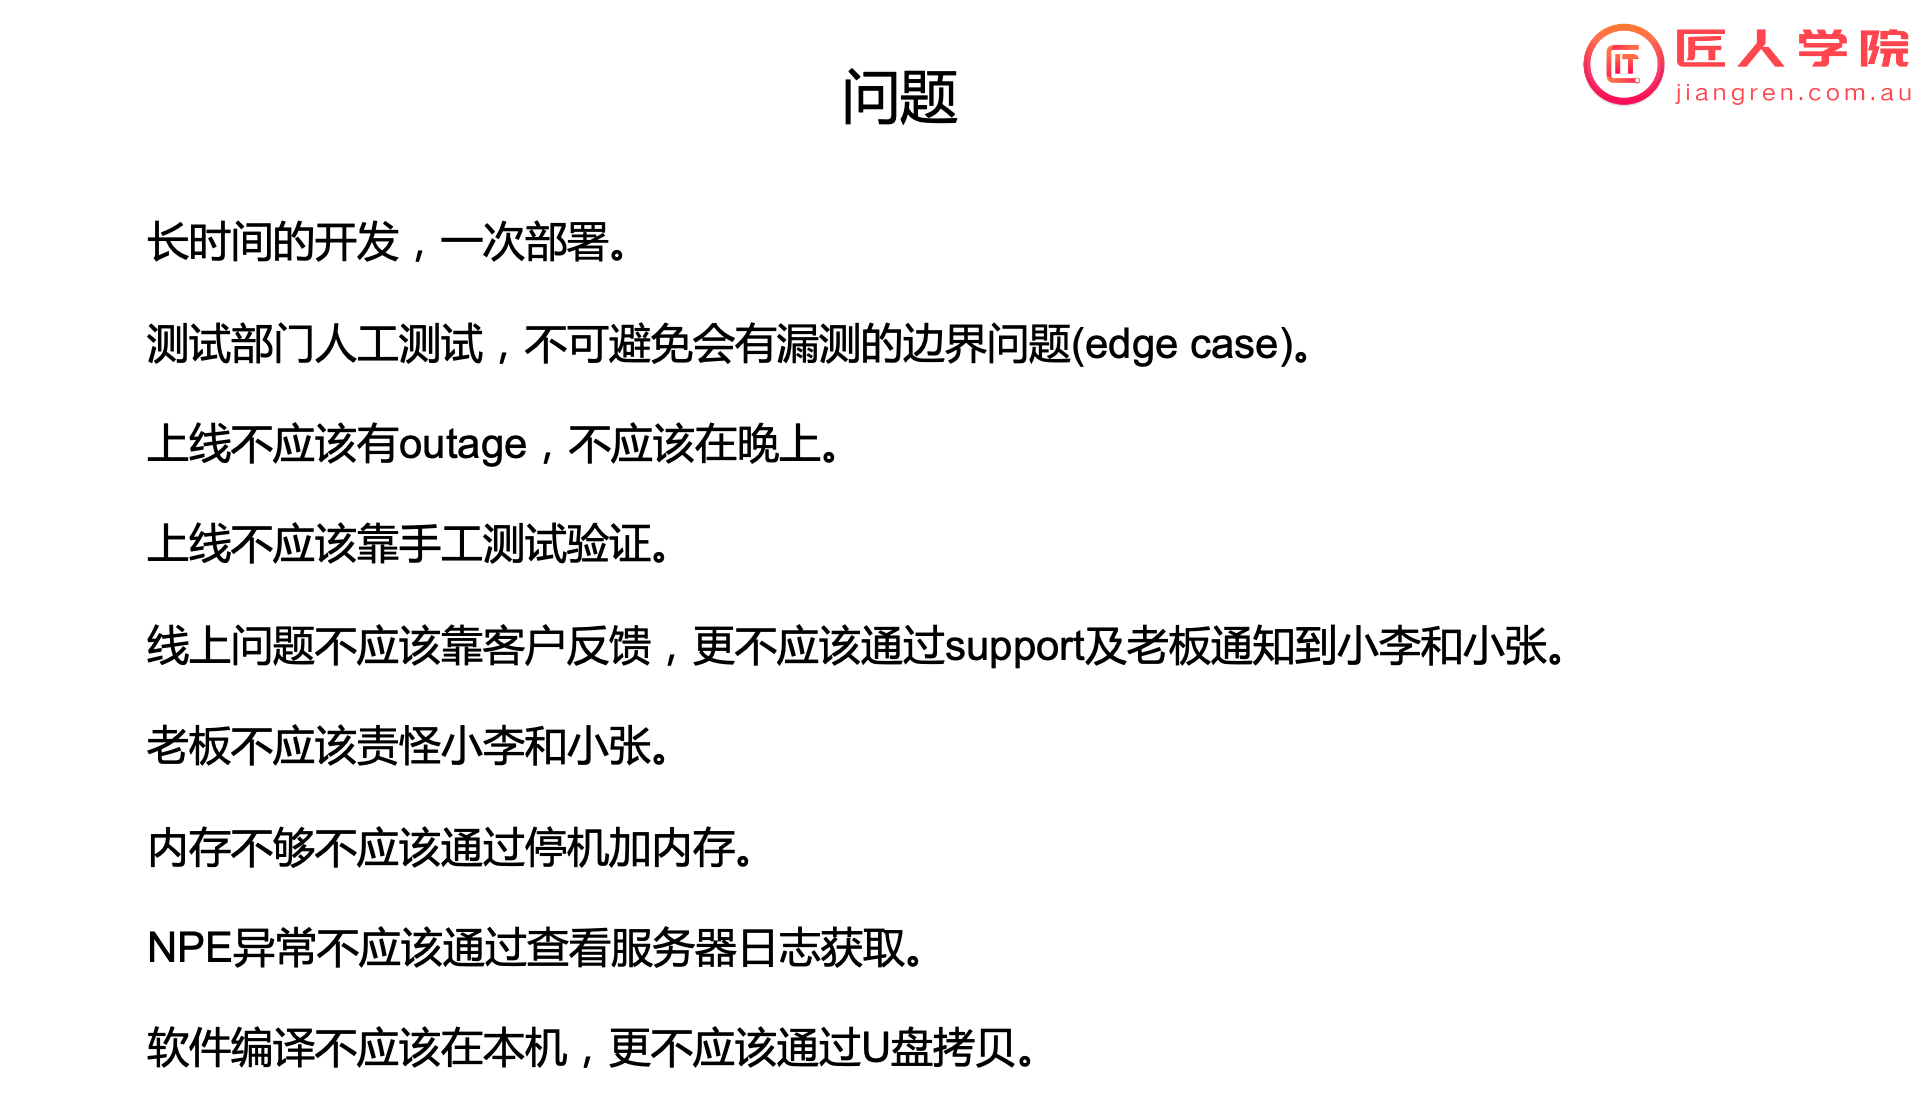 匠人学院
jiangren.com.au
问题
长时间的开发，一次部署。
测试部门人工测试，不可避免会有漏测的边界问题(edge case)。
上线不应该有outage，不应该在晚上。
上线不应该靠手工测试验证。
线上问题不应该靠客户反馈，更不应该通过support及老板通知到小李和小张。
老板不应该责怪小李和小张。
内存不够不应该通过停机加内存。
NPE异常不应该通过查看服务器日志获取。
软件编译不应该在本机，更不应该通过U盘拷贝。